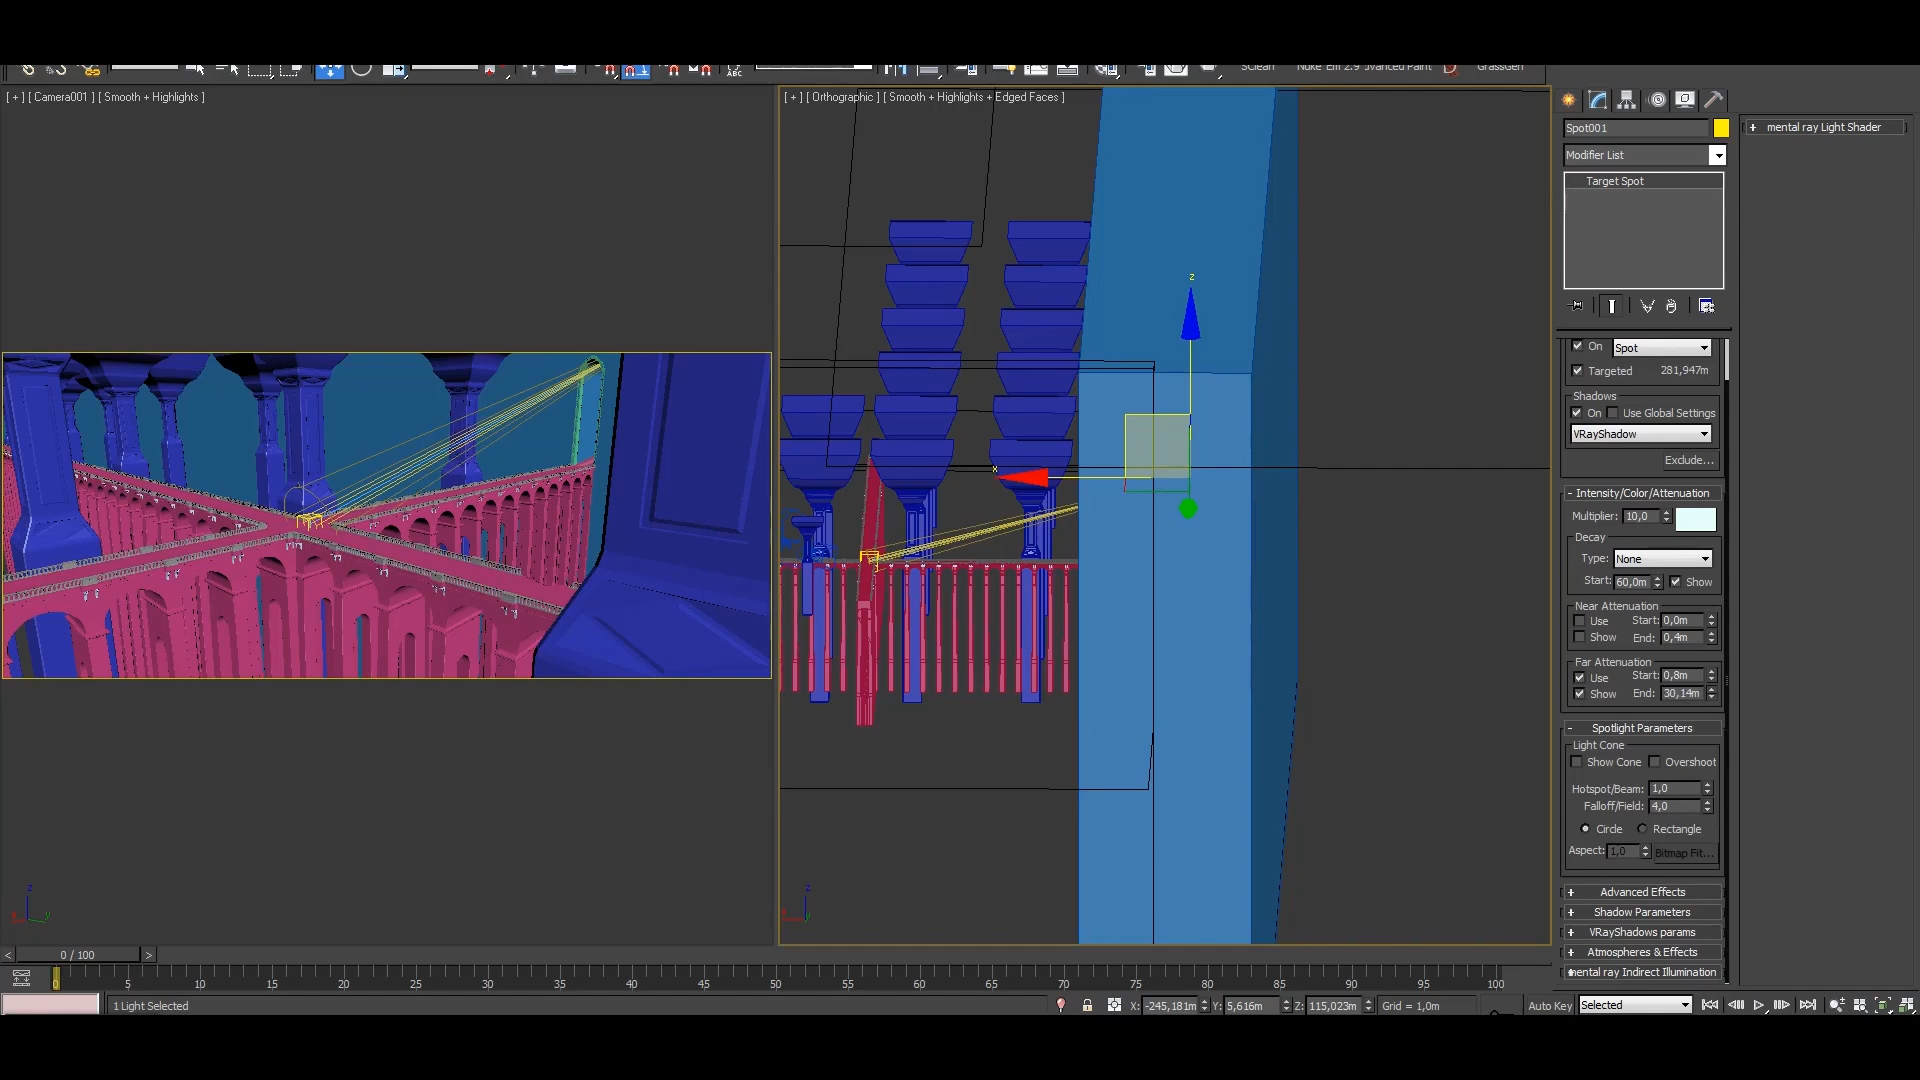 SClean
GrassGen
[ + ] [ Camera001 ] [ Smooth + Highlights ]
[ + ] [ Orthographic ] [ Smooth + Highlights + Edged Faces ]
Spot001
mental ray Light Shader
Modifier List
Target Spot
On Spot
Targeted 281,947m
Shadows
On Use Global Settings
VRayShadow
Exclude...
- Intensity/Color/Attenuation
Multiplier: 10,0
Decay
Type: None
Start: 60,0m Show
Near Attenuation
Use Start: 0,0m
Show End: 0,4m
Far Attenuation
Use Start: 0,8m
Show End: 30,14m
- Spotlight Parameters
Light Cone
Show Cone Overshoot
Hotspot/Beam: 1,0
Falloff/Field: 4,0
Circle Rectangle
Aspect: 1,0 Bitmap Fit...
+ Advanced Effects
+ Shadow Parameters
+ VRayShadows params
+ Atmospheres & Effects
mental ray Indirect Illumination
z
x
z
y
z
< 0 / 100 >
0 5 10 15 20 25 30 35 40 45 50 55 60 65 70 75 80 85 90 95 100
1 Light Selected
X: -245,181m Y: 5,616m Z: 115,023m Grid = 1,0m
Auto Key Selected